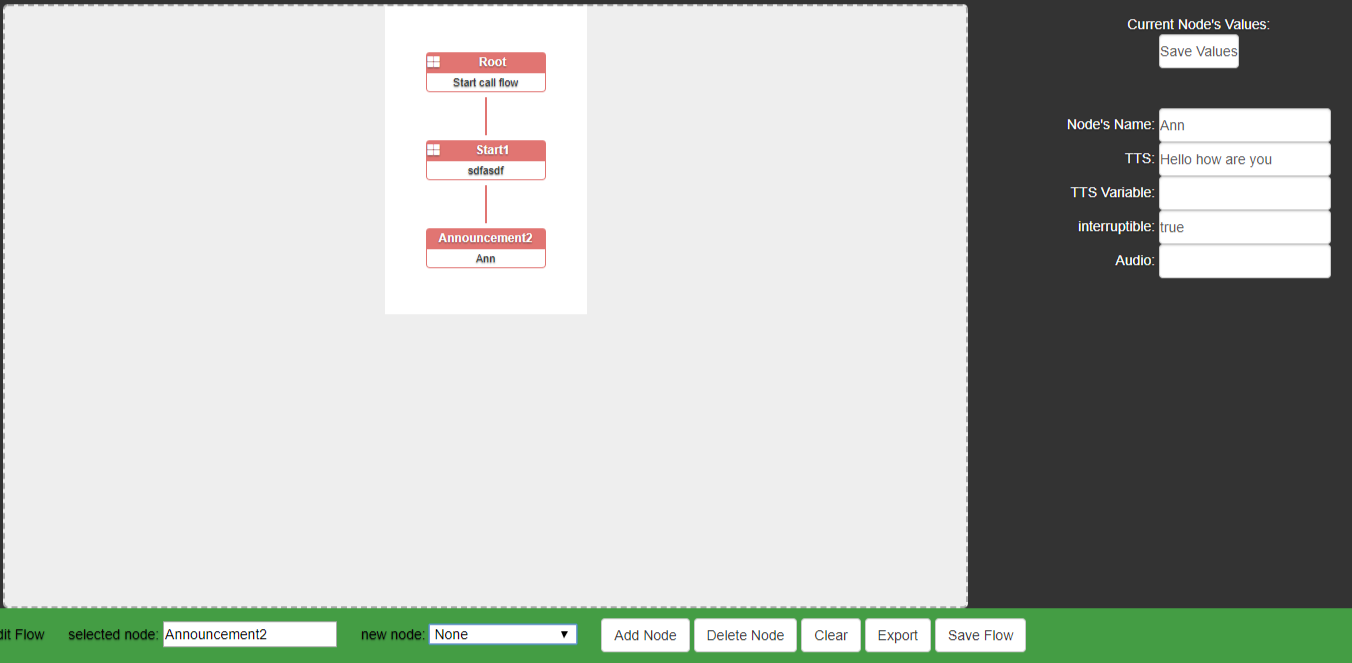 Root
Start call flow
Start1
sdfasdf
Announcement2
Ann
Current Node's Values:
Save Values
Node's Name: Ann
TTS: Hello how are you
TTS Variable:
interruptible: true
Audio:
dit Flow selected node: Announcement2 new node: None Add Node Delete Node Clear Export Save Flow